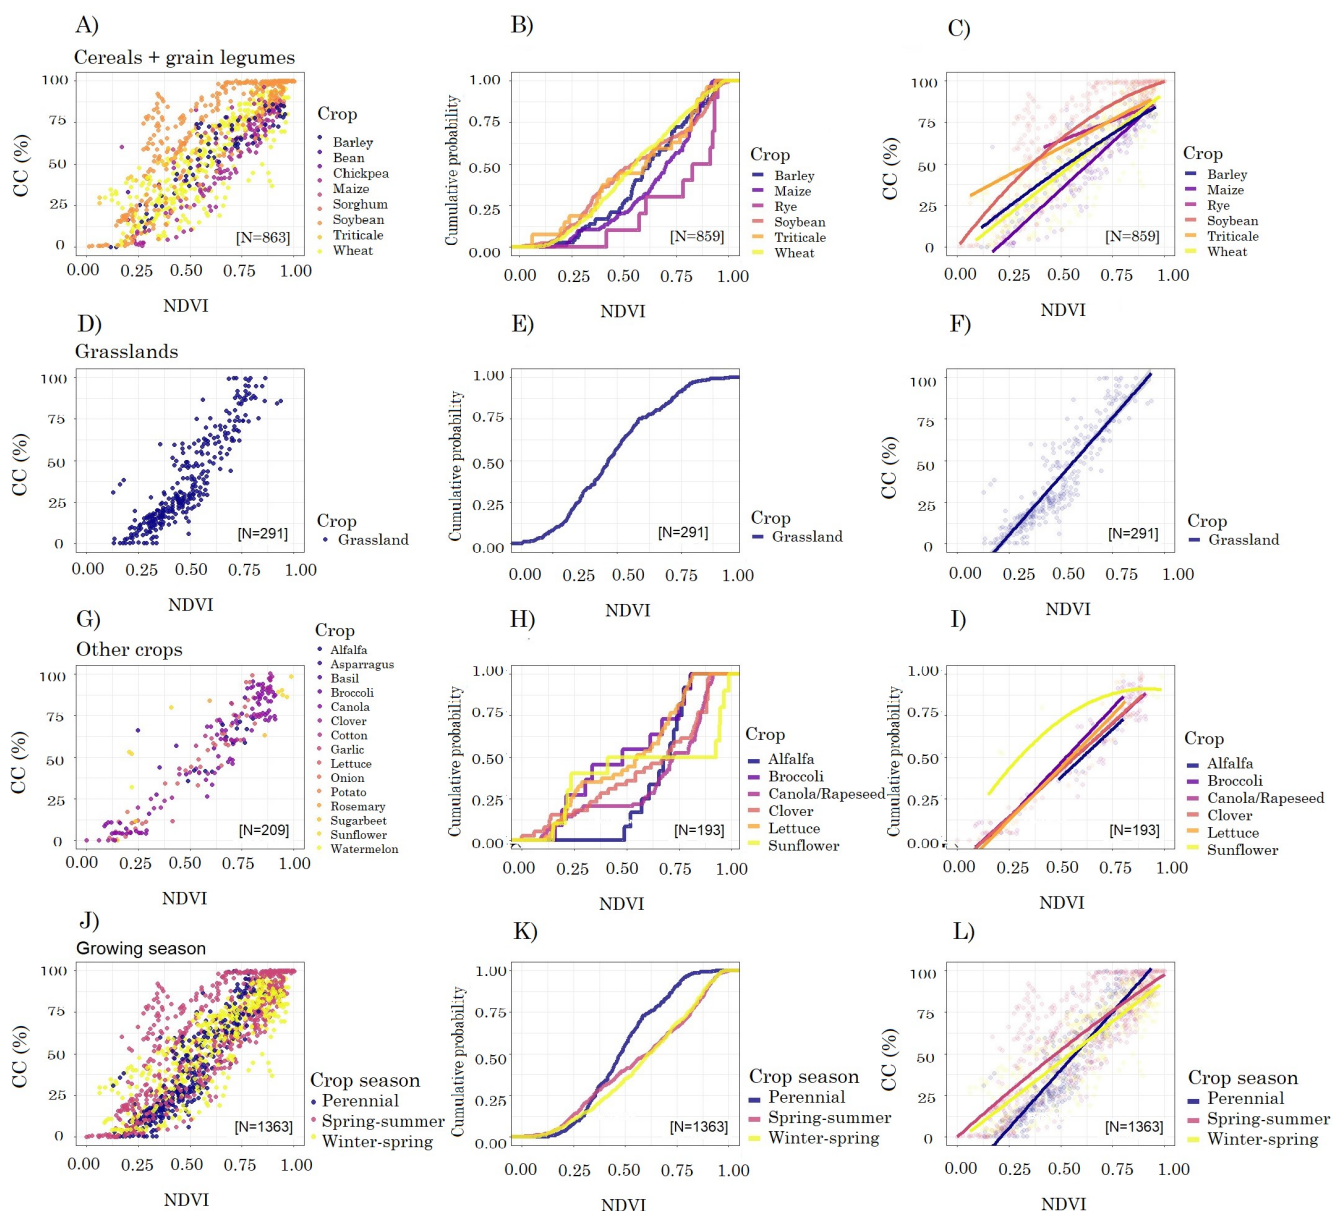 A)
Cereals + grain legumes
CC (%)
100
75
50
25
0
0.00 0.25 0.50 0.75 1.00
NDVI
[N=863]
Crop
Barley
Bean
Chickpea
Maize
Sorghum
Soybean
Triticale
Wheat
B)
Cumulative probability
1.00
0.75
0.50
0.25
0.00
0.00 0.25 0.50 0.75 1.00
NDVI
[N=859]
Crop
Barley
Maize
Rye
Soybean
Triticale
Wheat
C)
CC (%)
100
75
50
25
0
0.00 0.25 0.50 0.75 1.00
NDVI
[N=859]
Crop
Barley
Maize
Rye
Soybean
Triticale
Wheat
D)
Grasslands
CC (%)
100
75
50
25
0
0.00 0.25 0.50 0.75 1.00
NDVI
[N=291]
Crop
Grassland
E)
Cumulative probability
1.00
0.75
0.50
0.25
0.00
0.00 0.25 0.50 0.75 1.00
NDVI
[N=291]
Crop
Grassland
F)
CC (%)
100
75
50
25
0
0.00 0.25 0.50 0.75 1.00
NDVI
[N=291]
Crop
Grassland
G)
Other crops
CC (%)
100
75
50
25
0
0.00 0.25 0.50 0.75 1.00
NDVI
[N=209]
Crop
Alfalfa
Asparragus
Basil
Broccoli
Canola
Clover
Cotton
Garlic
Lettuce
Onion
Potato
Rosemary
Sugarbeet
Sunflower
Watermelon
H)
Cumulative probability
1.00
0.75
0.50
0.25
0.00
0.00 0.25 0.50 0.75 1.00
NDVI
[N=193]
Crop
Alfalfa
Broccoli
Canola/Rapeseed
Clover
Lettuce
Sunflower
I)
Cumulative probability
1.00
0.75
0.50
0.25
0.00
0.00 0.25 0.50 0.75 1.00
NDVI
[N=193]
Crop
Alfalfa
Broccoli
Canola/Rapeseed
Clover
Lettuce
Sunflower
J)
Growing season
CC (%)
100
75
50
25
0
0.00 0.25 0.50 0.75 1.00
NDVI
[N=1363]
Crop season
Perennial
Spring-summer
Winter-spring
K)
Cumulative probability
1.00
0.75
0.50
0.25
0.00
0.00 0.25 0.50 0.75 1.00
NDVI
[N=1363]
Crop season
Perennial
Spring-summer
Winter-spring
L)
CC (%)
100
75
50
25
0
0.00 0.25 0.50 0.75 1.00
NDVI
[N=1363]
Crop season
Perennial
Spring-summer
Winter-spring